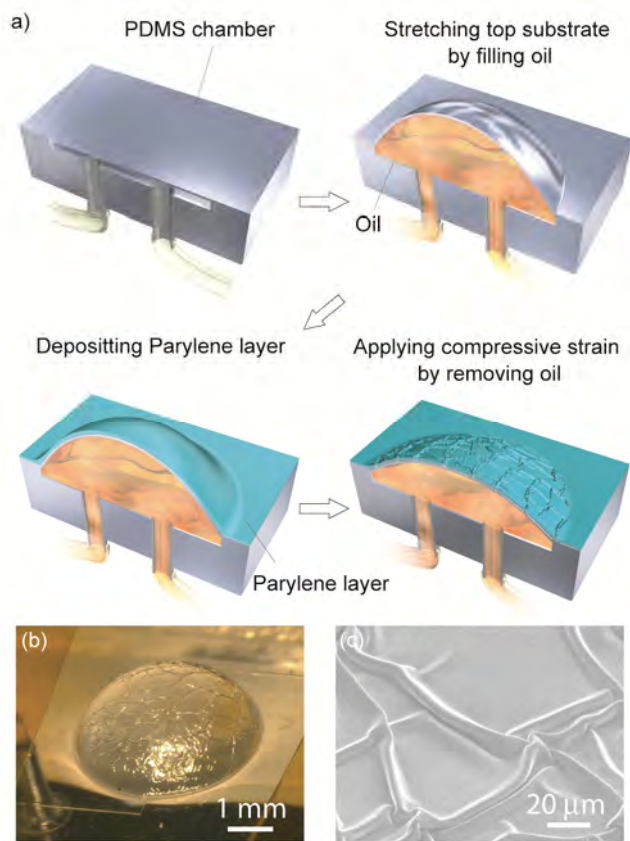 a)
PDMS chamber
Stretching top substrate
by filling oil
Oil
Depositting Parylene layer
Applying compressive strain
by removing oil
Parylene layer
(b)
1 mm
(c)
20 μm